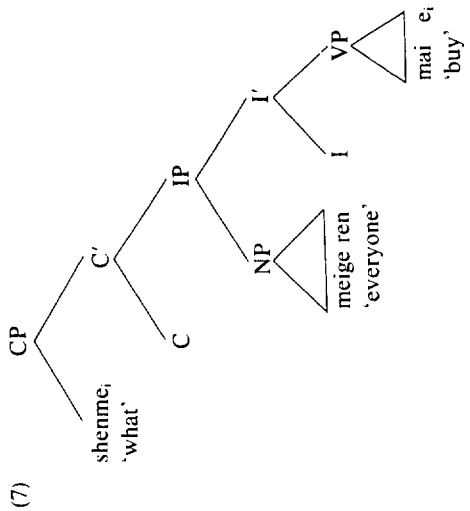 (7)
CP
shenmeᵢ
'what'
C'
C
IP
NP
meige ren
'everyone'
I'
I
VP
mai eᵢ
'buy'